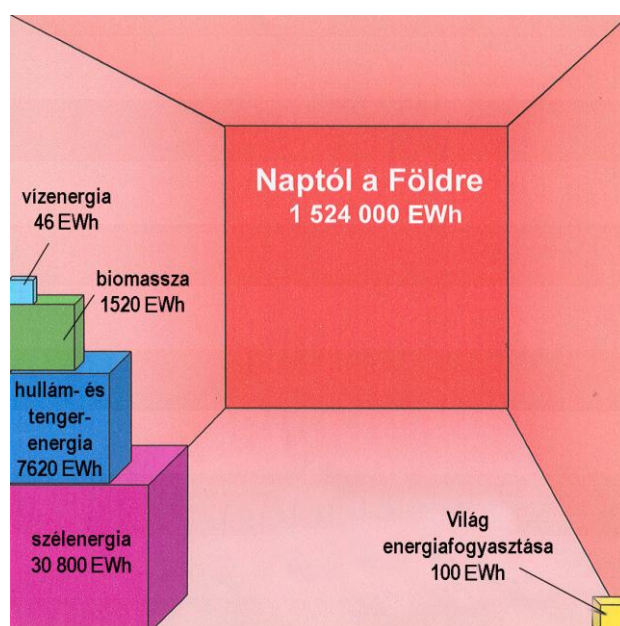 Naptól a Földre
1 524 000 EWh
vízenergia
46 EWh
biomassza
1520 EWh
hullám- és
tenger-
energia
7620 EWh
szélenergia
30 800 EWh
Világ
energiafogyasztása
100 EWh